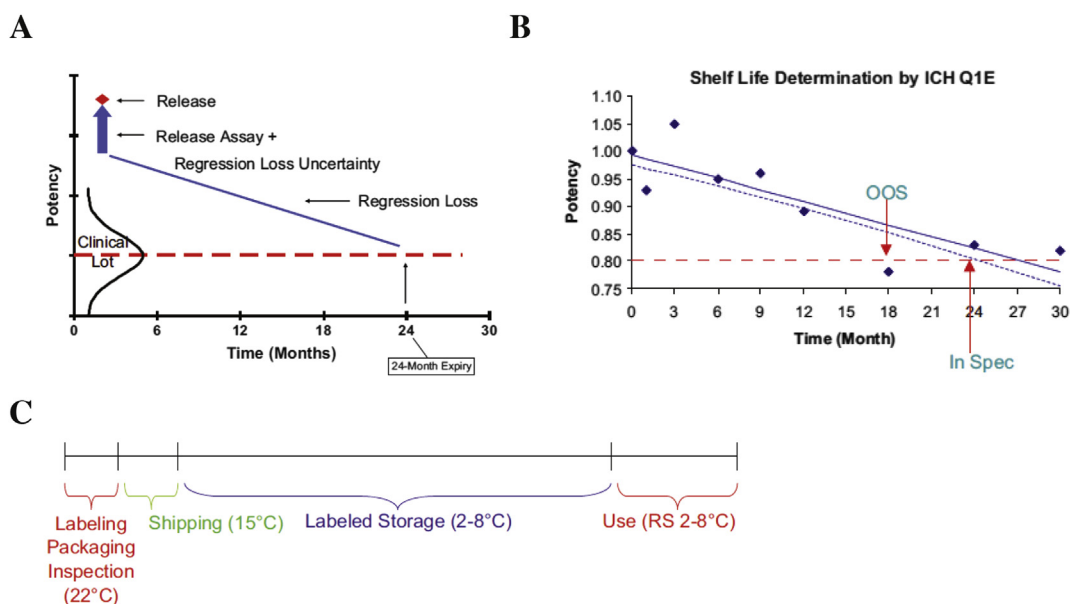 A
Release
Release Assay +
Regression Loss Uncertainty
Regression Loss
Potency
Clinical
Lot
0 6 12 18 24 30
Time (Months)
24-Month Expiry
B
Shelf Life Determination by ICH Q1E
1.10
1.05
1.00
0.95
0.90
0.85
0.80
0.75
Potency
OOS
0 3 6 9 12 15 18 21 24 27 30
Time (Month)
In Spec
C
Labeling
Packaging
Inspection
(22°C)
Shipping (15°C)
Labeled Storage (2-8°C)
Use (RS 2-8°C)